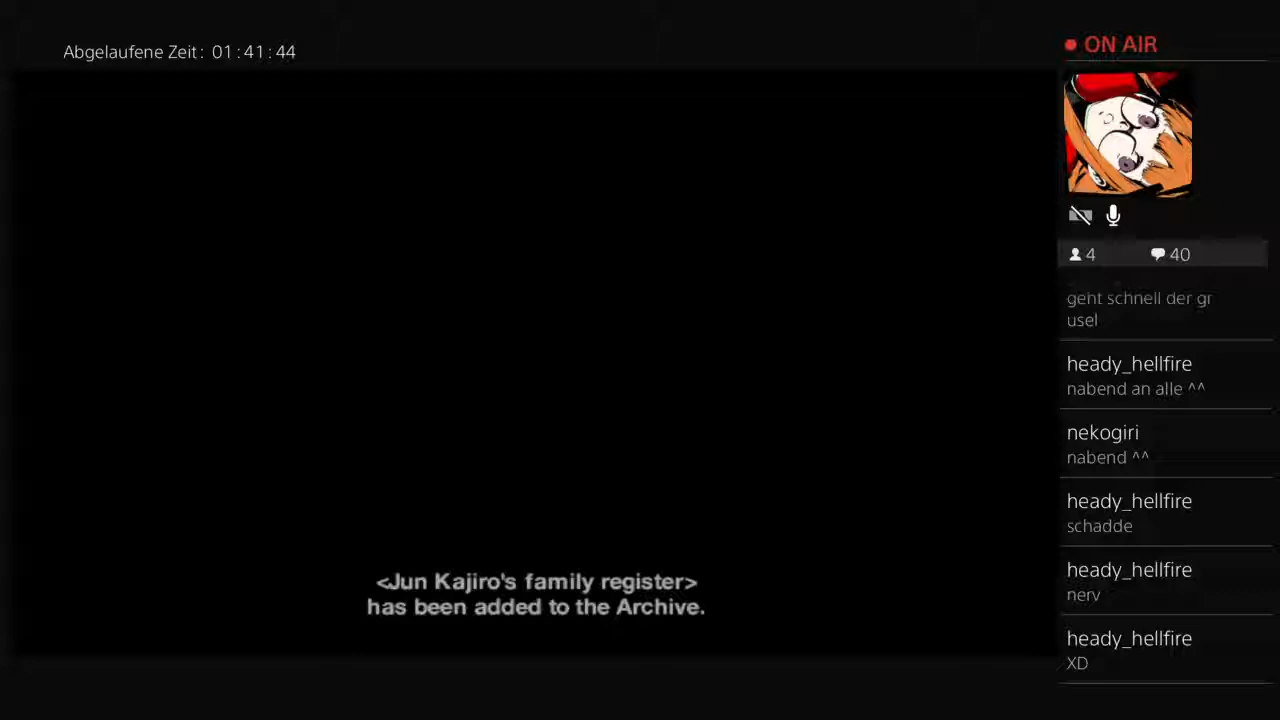 Abgelaufene Zeit: 01:41:44
ON AIR
4 40
geht schnell der gr
usel
heady_hellfire
nabend an alle ^^
nekogiri
nabend ^^
heady_hellfire
schadde
heady_hellfire
nerv
heady_hellfire
XD
<Jun Kajiro's family register>
has been added to the Archive.